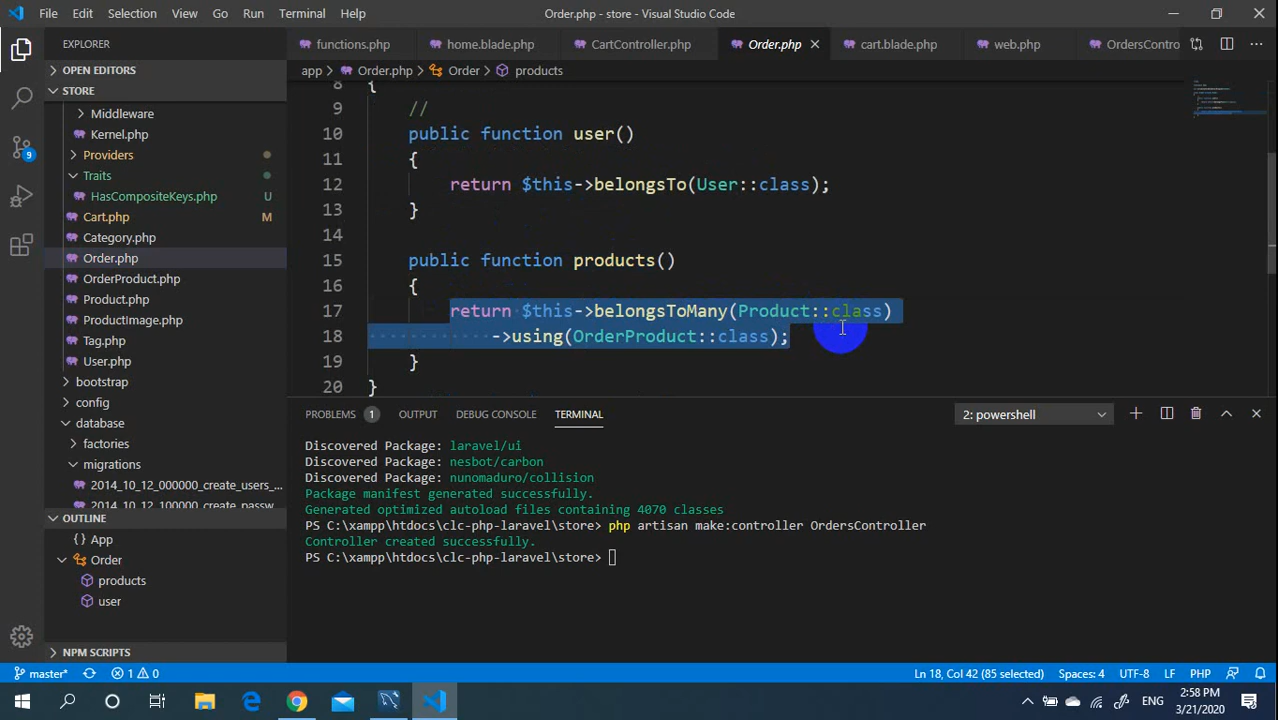 File Edit Selection View Go Run Terminal Help
Order.php - store - Visual Studio Code
EXPLORER
functions.php
home.blade.php
CartController.php
Order.php
cart.blade.php
web.php
OrdersContro
OPEN EDITORS
STORE
Middleware
Kernel.php
Providers
Traits
HasCompositeKeys.php U
Cart.php M
Category.php
Order.php
OrderProduct.php
Product.php
ProductImage.php
Tag.php
User.php
bootstrap
config
database
factories
migrations
2014_10_12_000000_create_users_...
2014_10_12_100000_create_passw...
OUTLINE
App
Order
products
user
NPM SCRIPTS
app > Order.php > Order > products
8 {
9 //
10 public function user()
11 {
12 return $this->belongsTo(User::class);
13 }
14
15 public function products()
16 {
17 return $this->belongsToMany(Product::class)
18 ->using(OrderProduct::class);
19 }
20 }
PROBLEMS 1 OUTPUT DEBUG CONSOLE TERMINAL
2: powershell
Discovered Package: laravel/ui
Discovered Package: nesbot/carbon
Discovered Package: nunomaduro/collision
Package manifest generated successfully.
Generated optimized autoload files containing 4070 classes
PS C:\xampp\htdocs\clc-php-laravel\store> php artisan make:controller OrdersController
Controller created successfully.
PS C:\xampp\htdocs\clc-php-laravel\store>
9
master* 1 0
Ln 18, Col 42 (85 selected) Spaces: 4 UTF-8 LF PHP
ENG
2:58 PM
3/21/2020